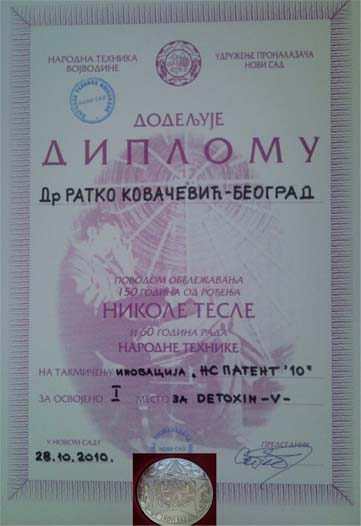 НАРОДНА ТЕХНИКА
ВОЈВОДИНЕ
УДРУЖЕЊЕ ПРОНАЛАЗАЧА
НОВИ САД
НОВИ САД
ДОДЕЉУЈЕ
ДИПЛОМУ
Др РАТКО КОВАЧЕВИЋ-БЕОГРАД
ПОВОДОМ ОБЕЛЕЖАВАЊА
150 ГОДИНА ОД РОЂЕЊА
НИКОЛЕ ТЕСЛЕ
И 60 ГОДИНА РАДА
НАРОДНЕ ТЕХНИКЕ
НА ТАКМИЧЕЊУ ИНОВАЦИЈА „НС ПАТЕНТ '10"
ЗА ОСВОЈЕНО I МЕСТО ЗА DETOXIN -V-
У НОВОМ САДУ
28.10.2010.
ПРЕДСЕДНИК